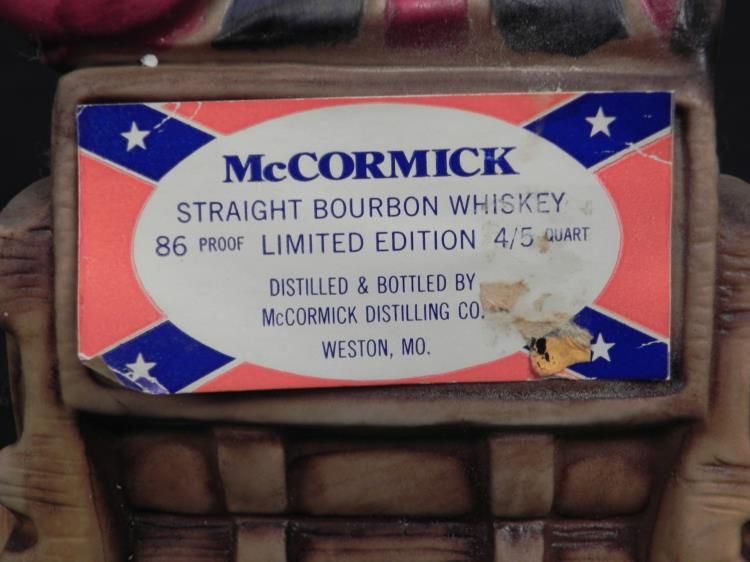 McCORMICK
STRAIGHT BOURBON WHISKEY
86 PROOF LIMITED EDITION 4/5 QUART
DISTILLED & BOTTLED BY
McCORMICK DISTILLING CO.
WESTON, MO.